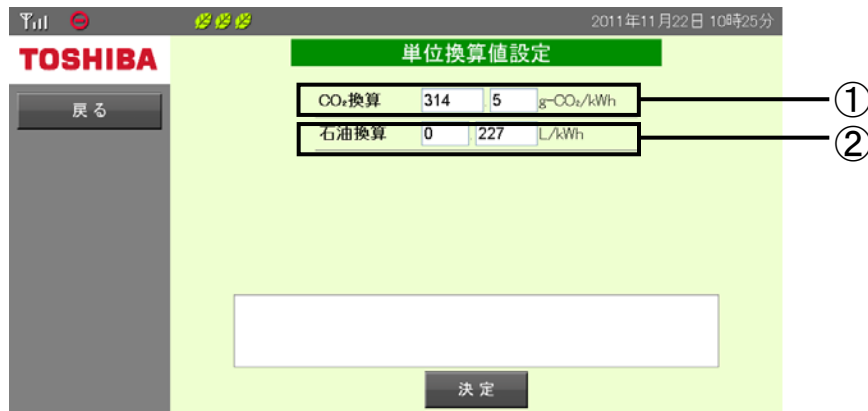 2011年11月22日 10時25分
TOSHIBA
戻る
単位換算値設定
CO₂換算 314 . 5 g-CO₂/kWh ①
石油換算 0 . 227 L/kWh ②
決定